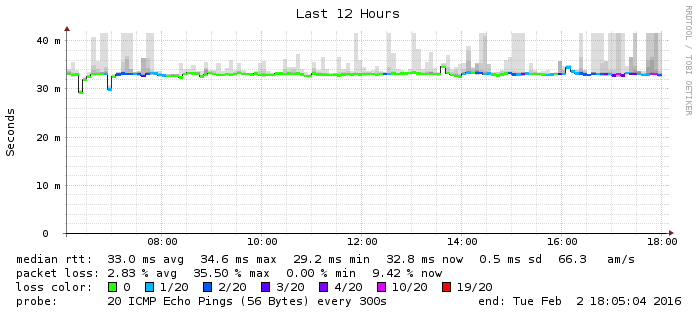 Last 12 Hours
RRDTOOL / TOBI OETIKER
Seconds
40 m
30 m
20 m
10 m
0
08:00 10:00 12:00 14:00 16:00 18:00
median rtt: 33.0 ms avg 34.6 ms max 29.2 ms min 32.8 ms now 0.5 ms sd 66.3 am/s
packet loss: 2.83 % avg 35.50 % max 0.00 % min 9.42 % now
loss color: 0 1/20 2/20 3/20 4/20 10/20 19/20
probe: 20 ICMP Echo Pings (56 Bytes) every 300s end: Tue Feb 2 18:05:04 2016